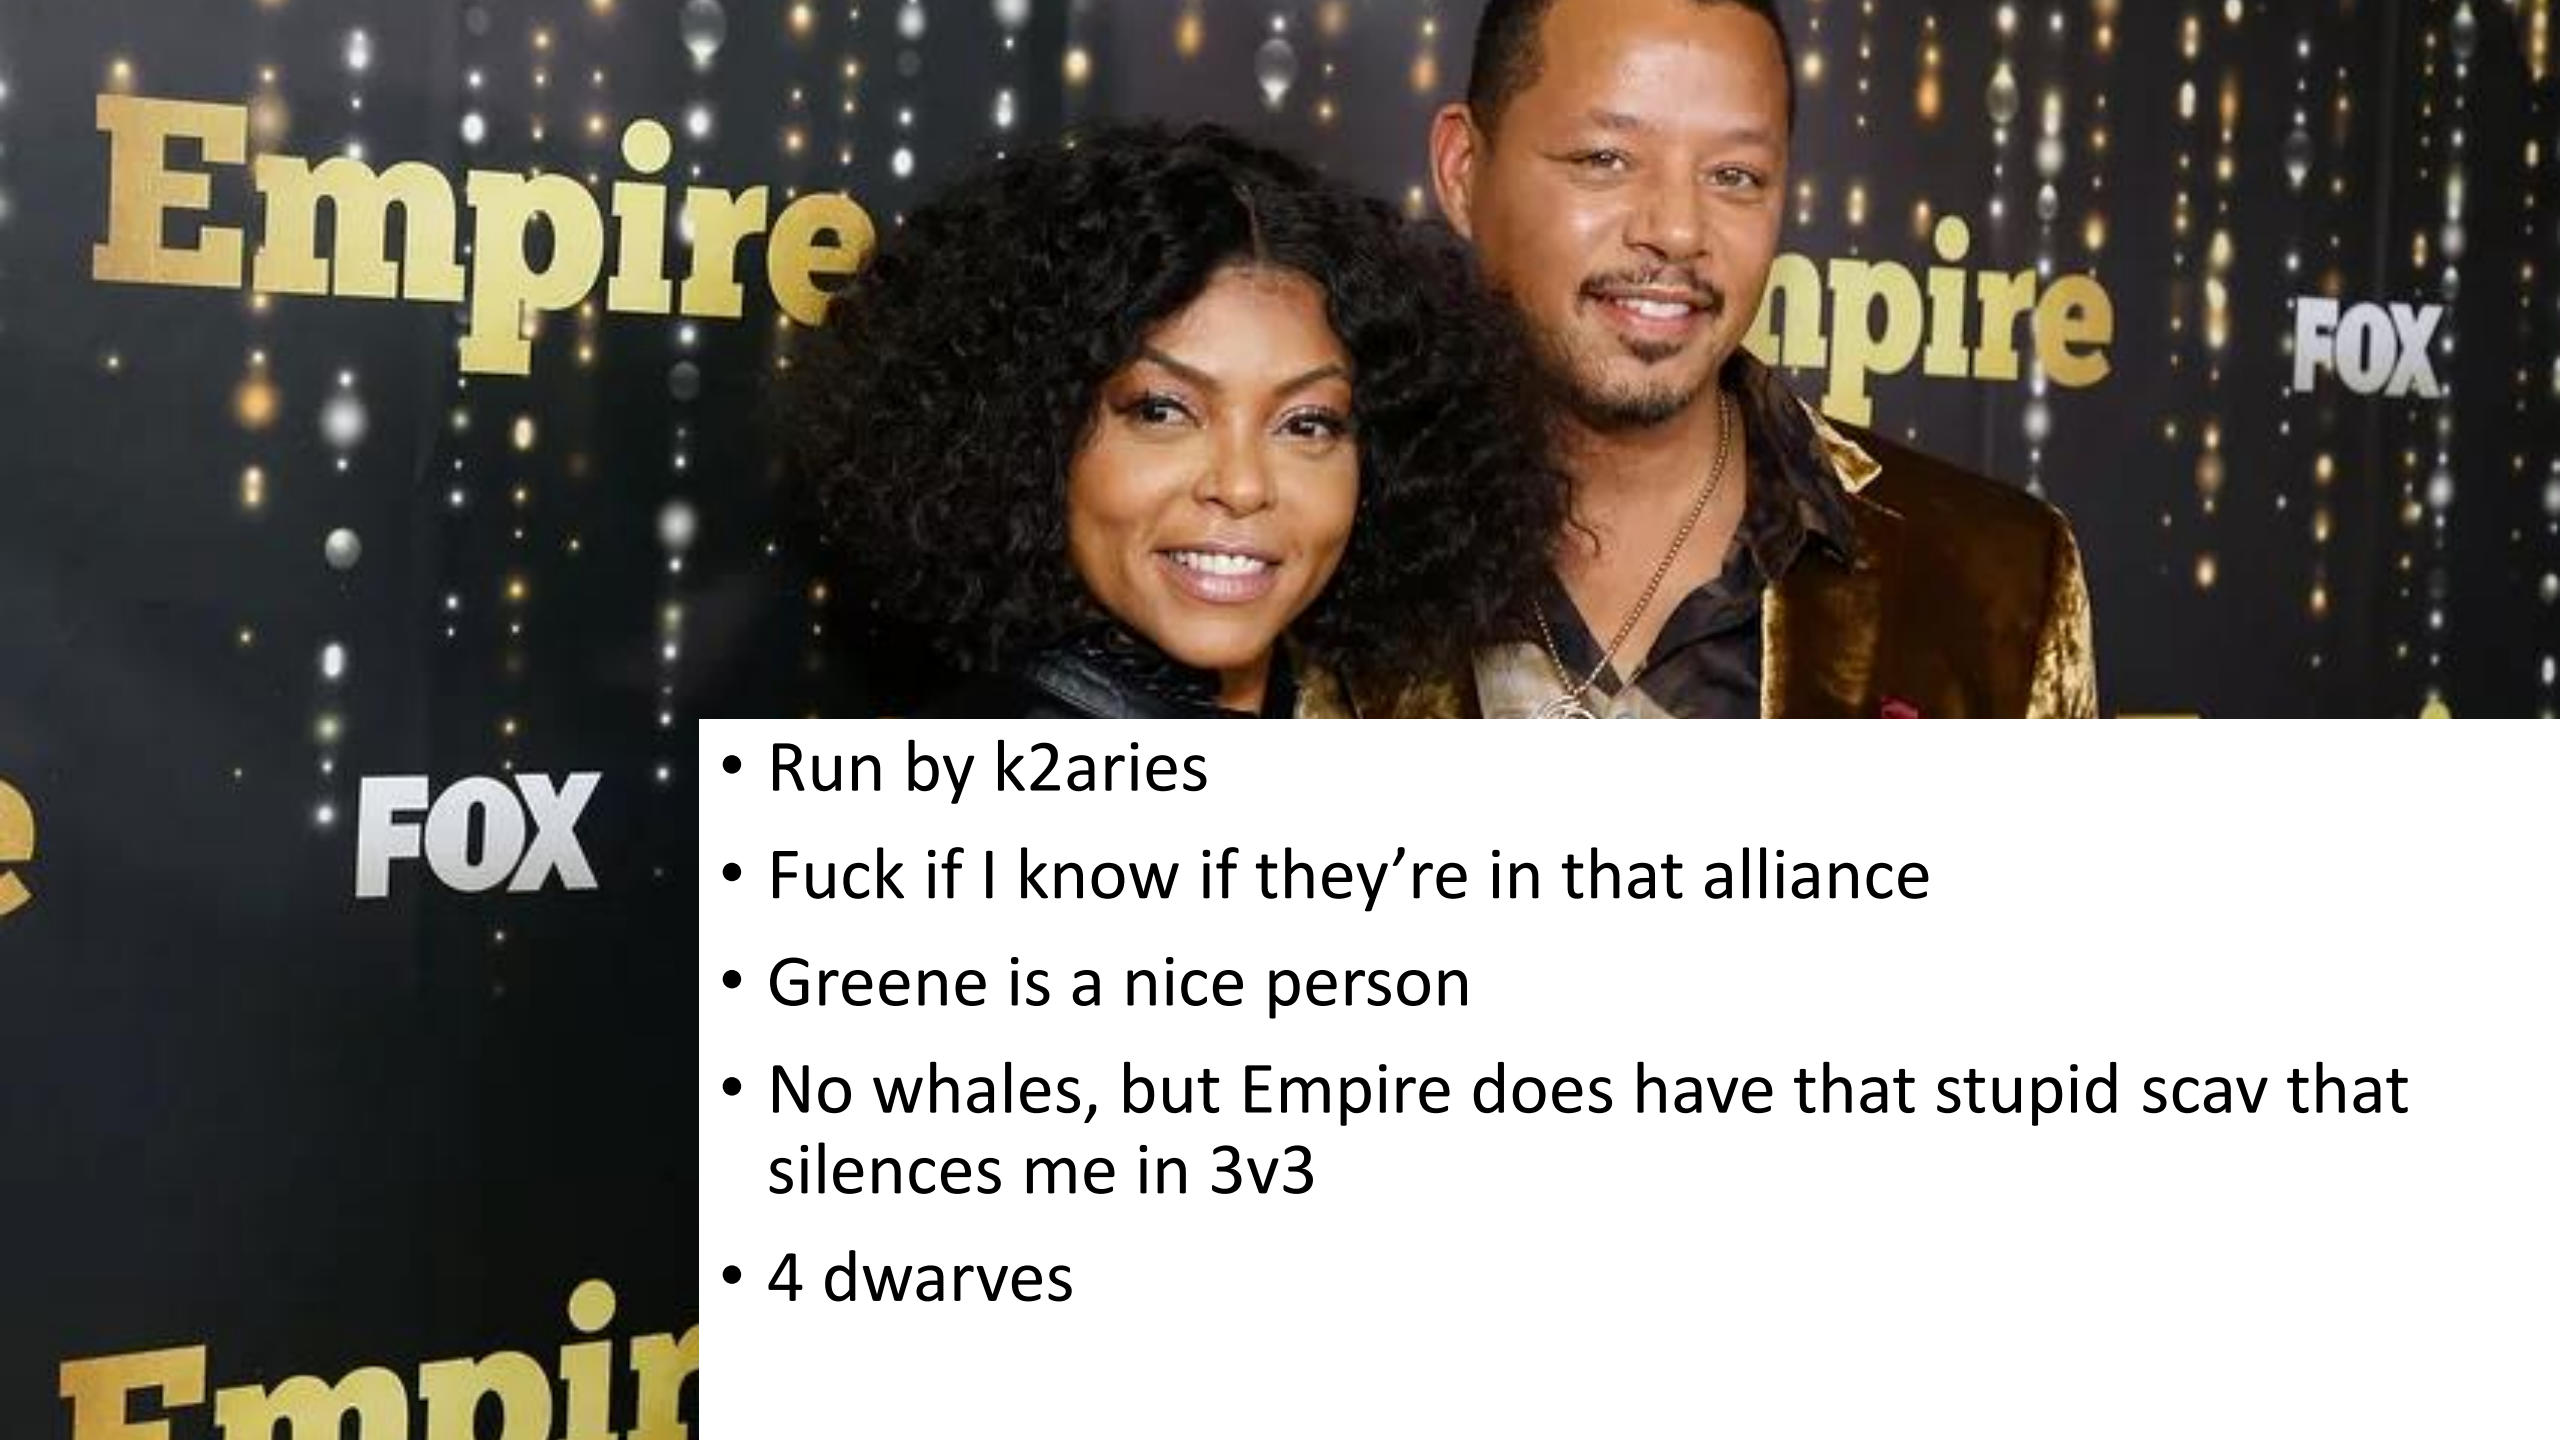 Empire
Empire
FOX
FOX
• Run by k2aries
• Fuck if I know if they’re in that alliance
• Greene is a nice person
• No whales, but Empire does have that stupid scav that
silences me in 3v3
• 4 dwarves
Empir